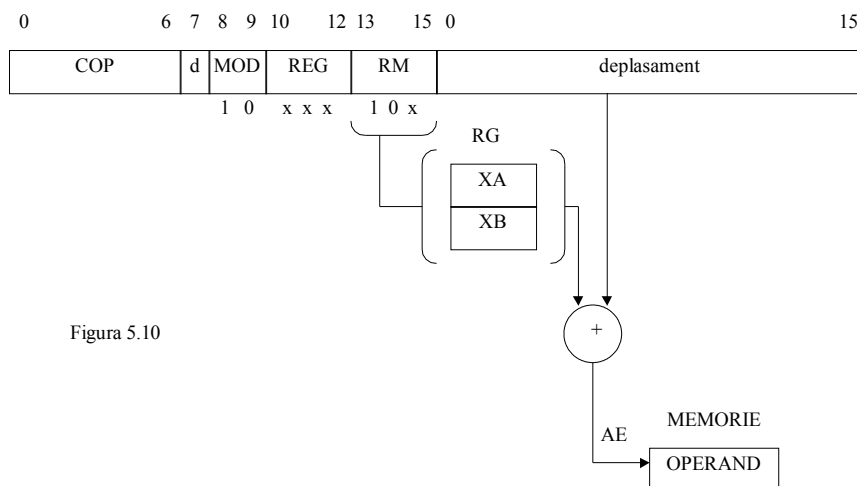 0 6 7 8 9 10 12 13 15 0 15
COP d MOD REG RM deplasament
1 0 x x x 1 0 x
RG
XA
XB
+
Figura 5.10
MEMORIE
AE
OPERAND